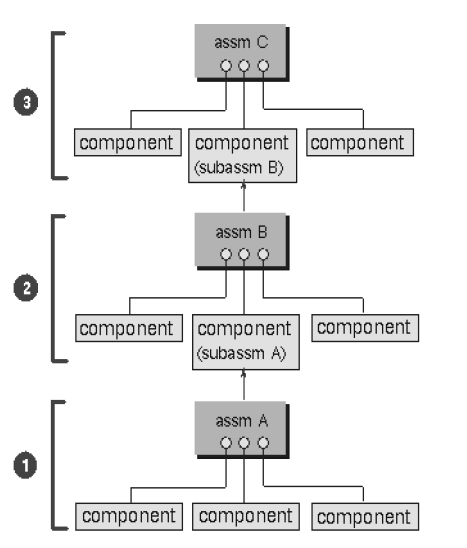 assm C
3
component
component
(subassm B)
component
assm B
2
component
component
(subassm A)
component
assm A
1
component
component
component